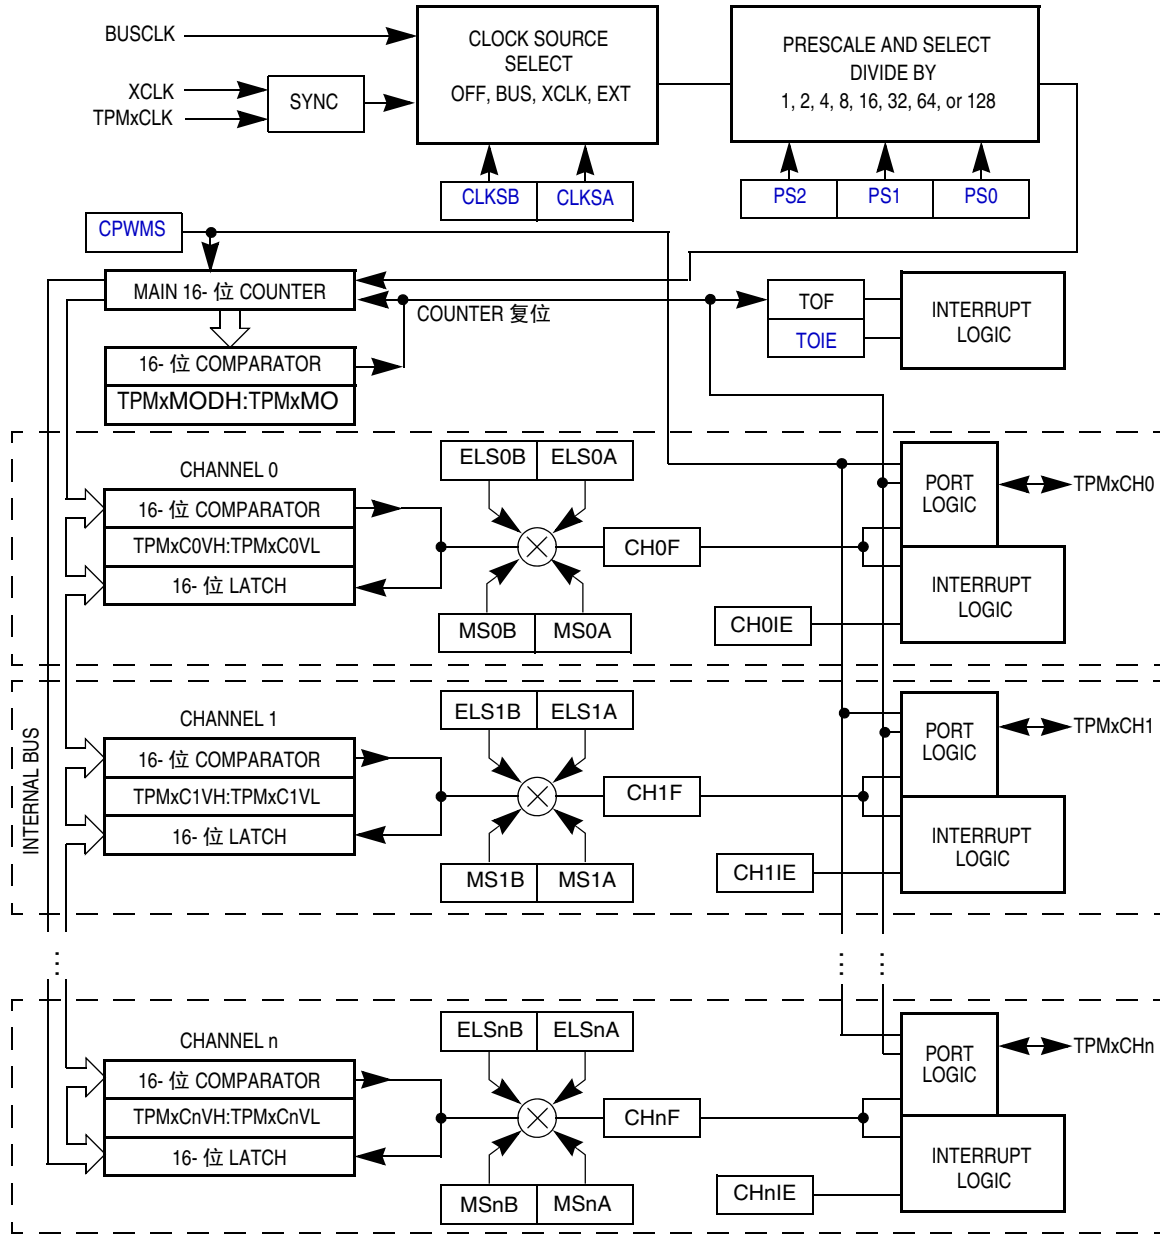 BUSCLK
XCLK
TPMxCLK
SYNC
CLOCK SOURCE
SELECT
OFF, BUS, XCLK, EXT
PRESCALE AND SELECT
DIVIDE BY
1, 2, 4, 8, 16, 32, 64, or 128
CLKSB
CLKSA
PS2
PS1
PS0
CPWMS
MAIN 16- 位 COUNTER
COUNTER 复位
TOF
TOIE
INTERRUPT
LOGIC
16- 位 COMPARATOR
TPMxMODH:TPMxMO
INTERNAL BUS
CHANNEL 0
16- 位 COMPARATOR
TPMxC0VH:TPMxC0VL
16- 位 LATCH
ELS0B
ELS0A
MS0B
MS0A
CH0F
CH0IE
PORT
LOGIC
INTERRUPT
LOGIC
TPMxCH0
CHANNEL 1
16- 位 COMPARATOR
TPMxC1VH:TPMxC1VL
16- 位 LATCH
ELS1B
ELS1A
MS1B
MS1A
CH1F
CH1IE
PORT
LOGIC
INTERRUPT
LOGIC
TPMxCH1
CHANNEL n
16- 位 COMPARATOR
TPMxCnVH:TPMxCnVL
16- 位 LATCH
ELSnB
ELSnA
MSnB
MSnA
CHnF
CHnIE
PORT
LOGIC
INTERRUPT
LOGIC
TPMxCHn